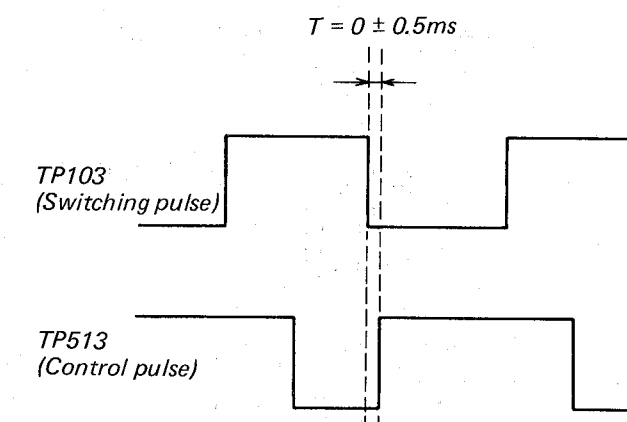 T = 0 ± 0.5ms
TP103
(Switching pulse)
TP513
(Control pulse)